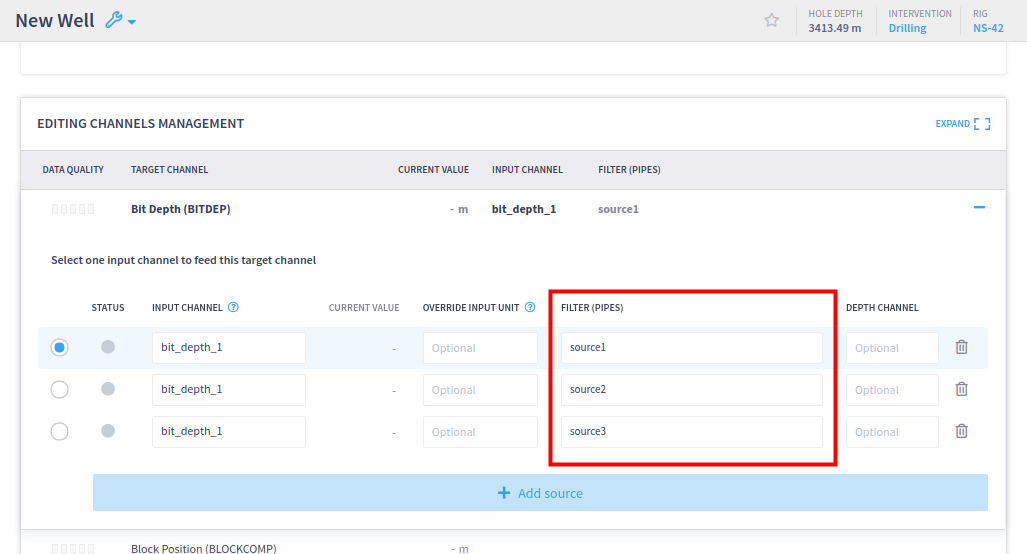 New Well
HOLE DEPTH
3413.49 m
INTERVENTION
Drilling
RIG
NS-42
EDITING CHANNELS MANAGEMENT
EXPAND
DATA QUALITY TARGET CHANNEL CURRENT VALUE INPUT CHANNEL FILTER (PIPES)
Bit Depth (BITDEP) - m bit_depth_1 source1
Select one input channel to feed this target channel
STATUS INPUT CHANNEL ? CURRENT VALUE OVERRIDE INPUT UNIT ? FILTER (PIPES) DEPTH CHANNEL
bit_depth_1 - Optional source1 Optional
bit_depth_1 - Optional source2 Optional
bit_depth_1 - Optional source3 Optional
+ Add source
Block Position (BLOCKCOMP) - m